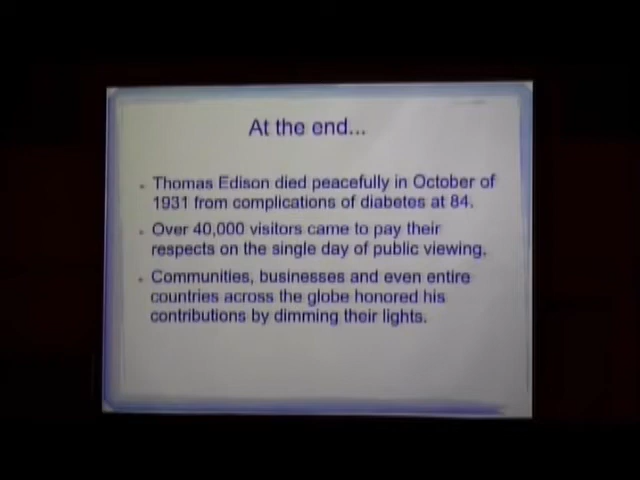 At the end...
Thomas Edison died peacefully in October of
1931 from complications of diabetes at 84.
Over 40,000 visitors came to pay their
respects on the single day of public viewing.
Communities, businesses and even entire
countries across the globe honored his
contributions by dimming their lights.